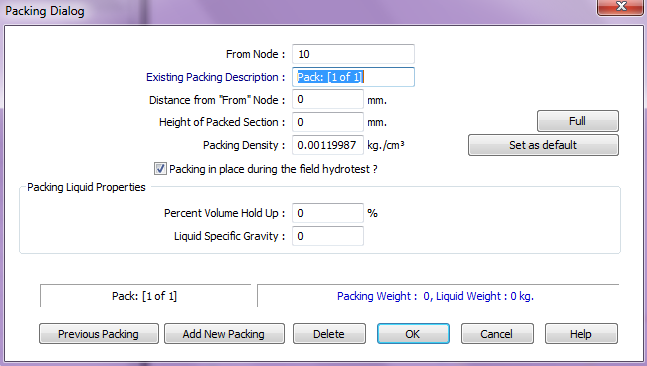 Packing Dialog
From Node : 10
Existing Packing Description : Pack: [1 of 1]
Distance from "From" Node : 0 mm.
Height of Packed Section : 0 mm.
Full
Packing Density : 0.00119987 kg./cm³
Set as default
Packing in place during the field hydrotest ?
Packing Liquid Properties
Percent Volume Hold Up : 0 %
Liquid Specific Gravity : 0
Pack: [1 of 1] Packing Weight : 0, Liquid Weight : 0 kg.
Previous Packing Add New Packing Delete OK Cancel Help